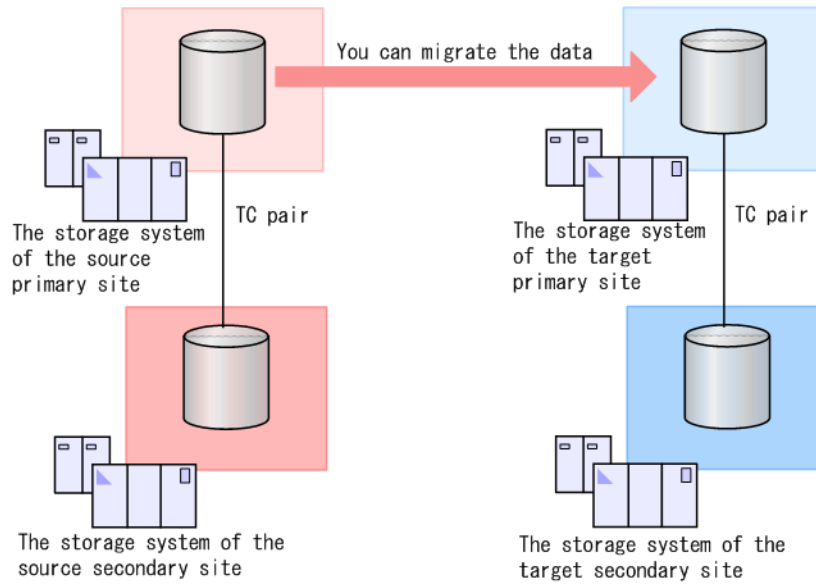 You can migrate the data
TC pair
TC pair
The storage system
of the source
primary site
The storage system
of the target
primary site
The storage system of the
source secondary site
The storage system of the
target secondary site